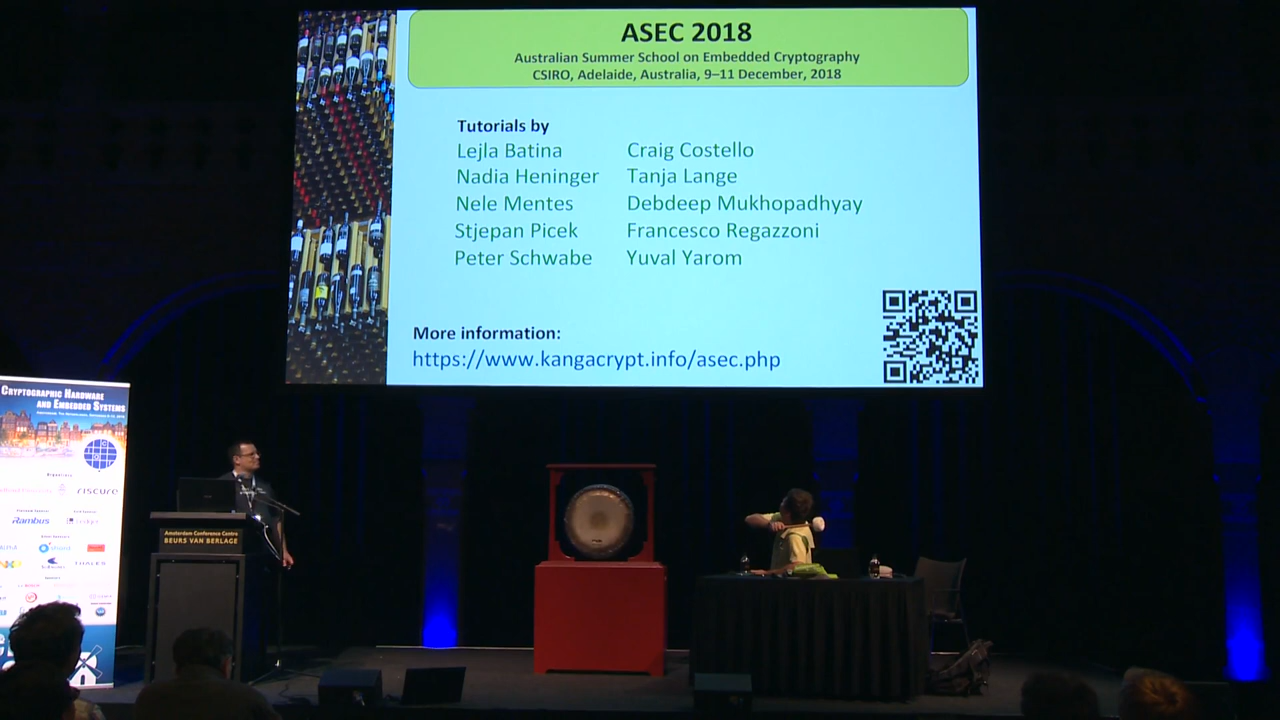 ASEC 2018
Australian Summer School on Embedded Cryptography
CSIRO, Adelaide, Australia, 9–11 December, 2018
Tutorials by
Lejla Batina
Craig Costello
Nadia Heninger
Tanja Lange
Nele Mentes
Debdeep Mukhopadhyay
Stjepan Picek
Francesco Regazzoni
Peter Schwabe
Yuval Yarom
More information:
https://www.kangacrypt.info/asec.php
Cryptographic Hardware
and Embedded Systems
riscure
Rambus
THALES
Amsterdam Conference Centre
BEURS VAN BERLAGE